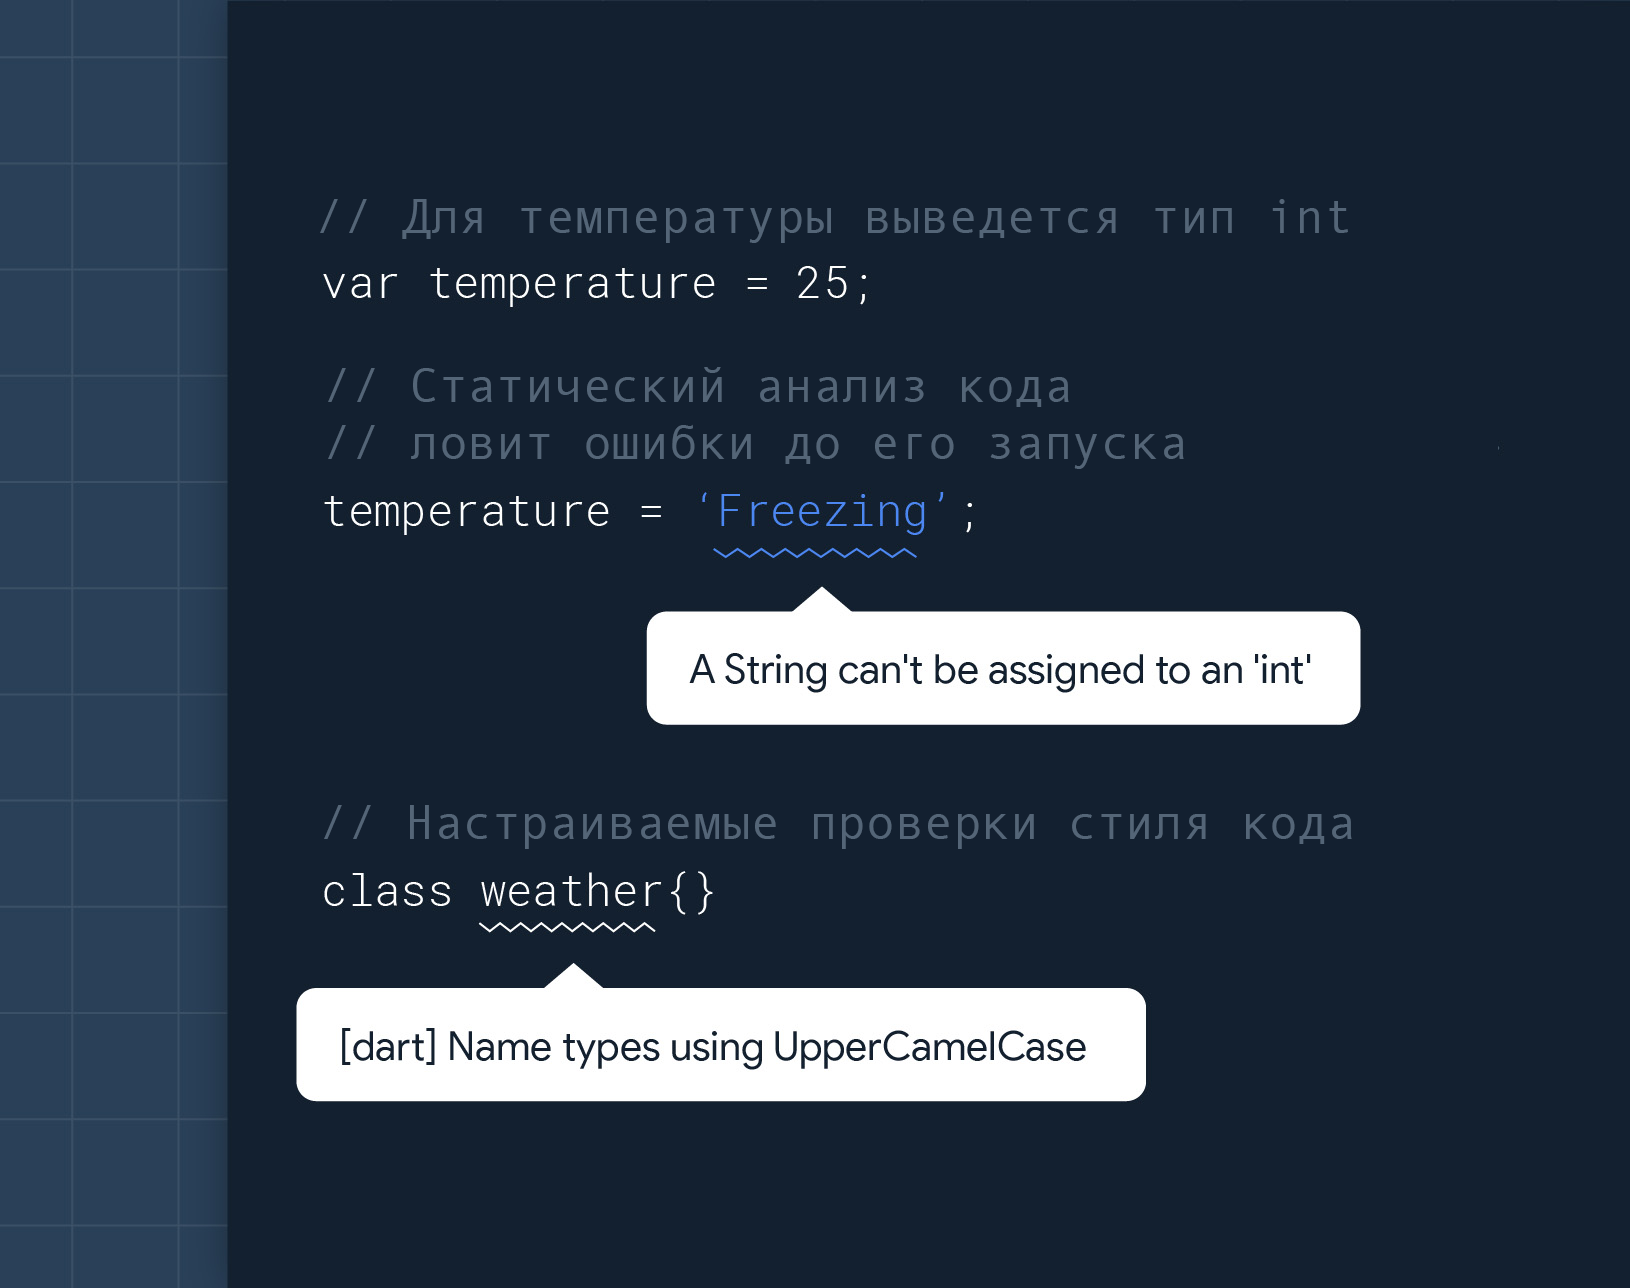 // Для температуры выведется тип int
var temperature = 25;
// Статический анализ кода
// ловит ошибки до его запуска
temperature = ‘Freezing’;
A String can't be assigned to an 'int'
// Настраиваемые проверки стиля кода
class weather{}
[dart] Name types using UpperCamelCase